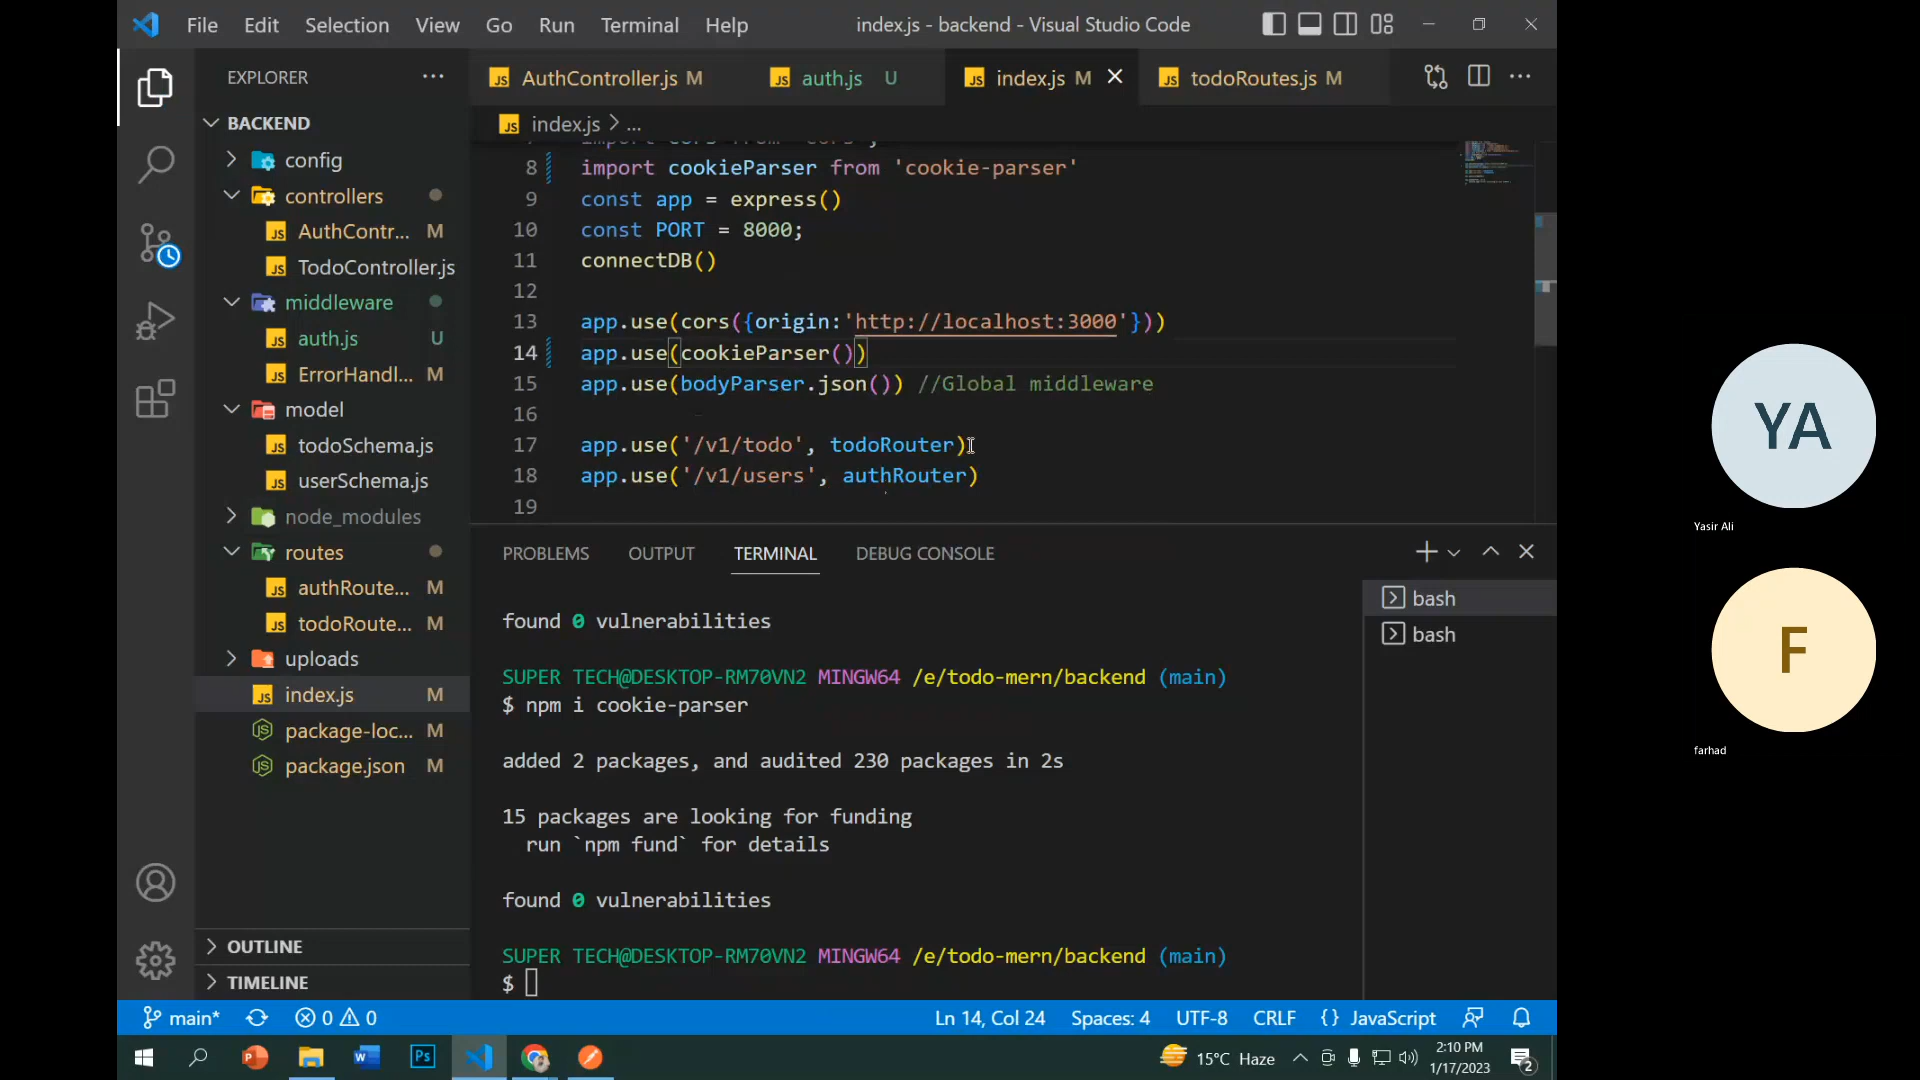 File Edit Selection View Go Run Terminal Help index.js - backend - Visual Studio Code
EXPLORER
AuthController.js M auth.js U index.js M todoRoutes.js M
index.js > ...
BACKEND
config
controllers
AuthContr... M
TodoController.js
middleware
auth.js U
ErrorHandl... M
model
todoSchema.js
userSchema.js
node_modules
routes
authRoute... M
todoRoute... M
uploads
index.js M
package-loc... M
package.json M
OUTLINE
TIMELINE
8 import cookieParser from 'cookie-parser'
9 const app = express()
10 const PORT = 8000;
11 connectDB()
12
13 app.use(cors({origin:'http://localhost:3000'}))
14 app.use(cookieParser())
15 app.use(bodyParser.json()) //Global middleware
16
17 app.use('/v1/todo', todoRouter)
18 app.use('/v1/users', authRouter)
19
PROBLEMS OUTPUT TERMINAL DEBUG CONSOLE
found 0 vulnerabilities
SUPER TECH@DESKTOP-RM70VN2 MINGW64 /e/todo-mern/backend (main)
$ npm i cookie-parser
added 2 packages, and audited 230 packages in 2s
15 packages are looking for funding
run `npm fund` for details
found 0 vulnerabilities
SUPER TECH@DESKTOP-RM70VN2 MINGW64 /e/todo-mern/backend (main)
$
bash
bash
main* 0 0 Ln 14, Col 24 Spaces: 4 UTF-8 CRLF {} JavaScript
15°C Haze 2:10 PM
1/17/2023
2
YA
Yasir Ali
F
farhad